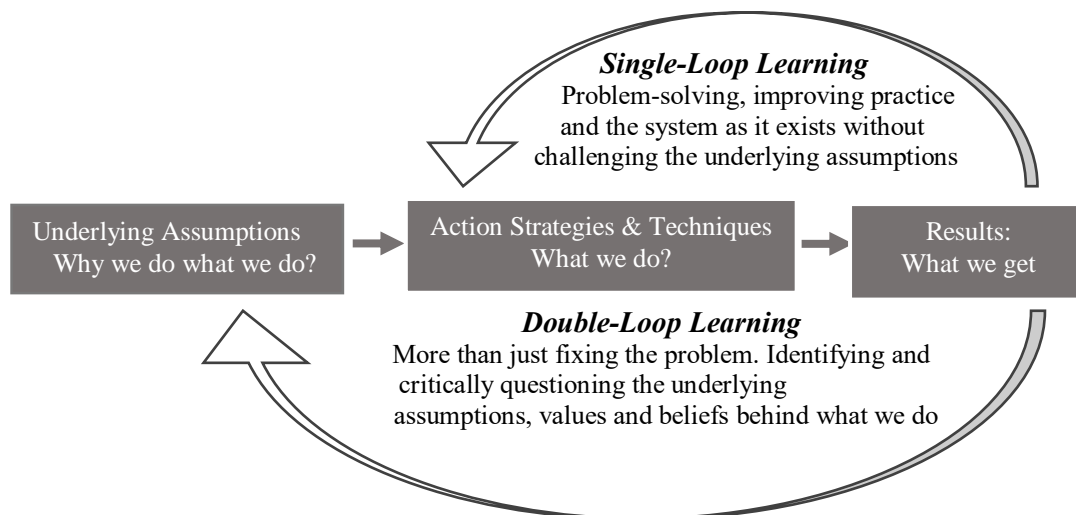 Single-Loop Learning
Problem-solving, improving practice
and the system as it exists without
challenging the underlying assumptions
Underlying Assumptions
Why we do what we do?
Action Strategies & Techniques
What we do?
Results:
What we get
Double-Loop Learning
More than just fixing the problem. Identifying and
critically questioning the underlying
assumptions, values and beliefs behind what we do